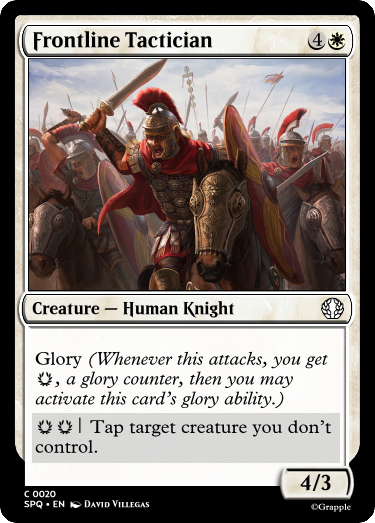 Frontline Tactician 4
Creature — Human Knight
Glory (Whenever this attacks, you get
, a glory counter, then you may
activate this card's glory ability.)
| Tap target creature you don't
control.
4/3
C 0020
SPQ • EN DAVID VILLEGAS
©Grapple